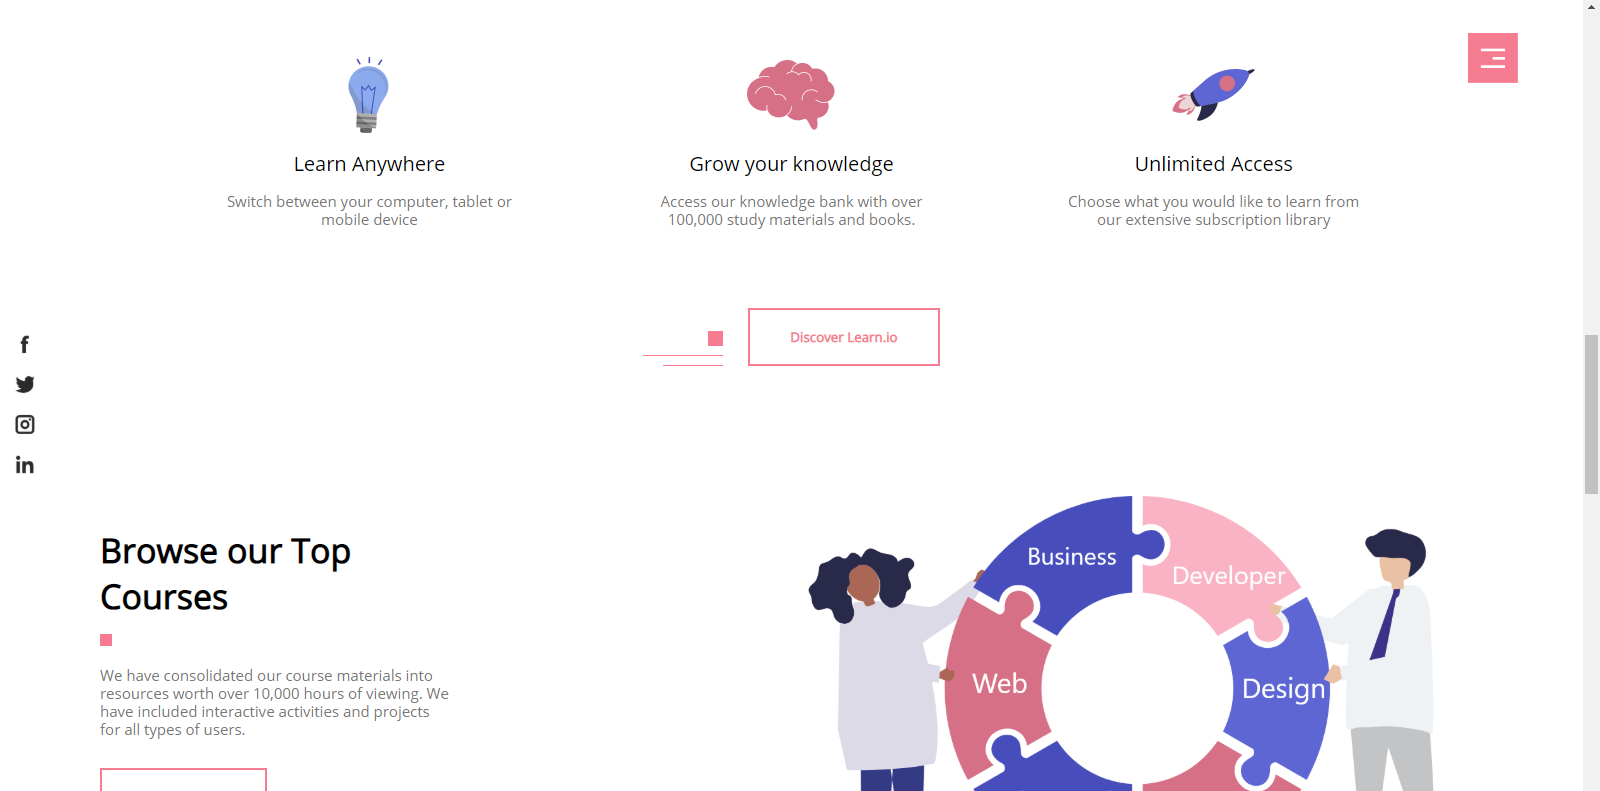 Learn Anywhere
Switch between your computer, tablet or
mobile device
Grow your knowledge
Access our knowledge bank with over
100,000 study materials and books.
Unlimited Access
Choose what you would like to learn from
our extensive subscription library
Discover Learn.io
Browse our Top
Courses
We have consolidated our course materials into
resources worth over 10,000 hours of viewing. We
have included interactive activities and projects
for all types of users.
Business
Developer
Web
Design